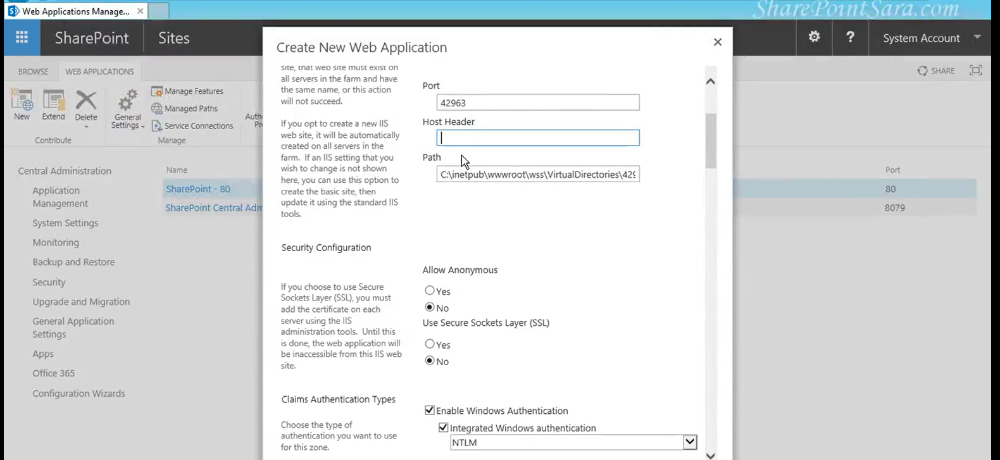 Web Applications Manage...
SharePointSara.com
SharePoint
Sites
System Account
BROWSE
WEB APPLICATIONS
SHARE
New
Extend
Delete
General
Settings
Manage Features
Managed Paths
Service Connections
Contribute
Manage
Central Administration
Application
Management
System Settings
Monitoring
Backup and Restore
Security
Upgrade and Migration
General Application
Settings
Apps
Office 365
Configuration Wizards
Name
SharePoint - 80
SharePoint Central Adm
Port
80
8079
Create New Web Application
site, that web site must exist on
all servers in the farm and have
the same name, or this action
will not succeed.
If you opt to create a new IIS
web site, it will be automatically
created on all servers in the
farm. If an IIS setting that you
wish to change is not shown
here, you can use this option to
create the basic site, then
update it using the standard IIS
tools.
Port
42963
Host Header
Path
C:\inetpub\wwwroot\wss\VirtualDirectories\429
Security Configuration
If you choose to use Secure
Sockets Layer (SSL), you must
add the certificate on each
server using the IIS
administration tools. Until this
is done, the web application will
be inaccessible from this IIS web
site.
Allow Anonymous
Yes
No
Use Secure Sockets Layer (SSL)
Yes
No
Claims Authentication Types
Choose the type of
authentication you want to use
for this zone.
Enable Windows Authentication
Integrated Windows authentication
NTLM